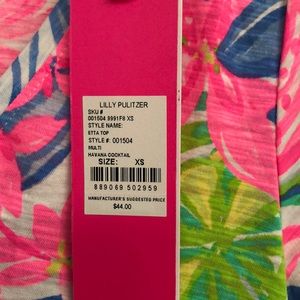 LILLY PULITZER
SKU #
001504 9991F8 XS
STYLE NAME:
ETTA TOP
STYLE #: 001504
MULTI
HAVANA COCKTAIL
SIZE: XS
889069 502959
MANUFACTURER'S SUGGESTED PRICE
$44.00